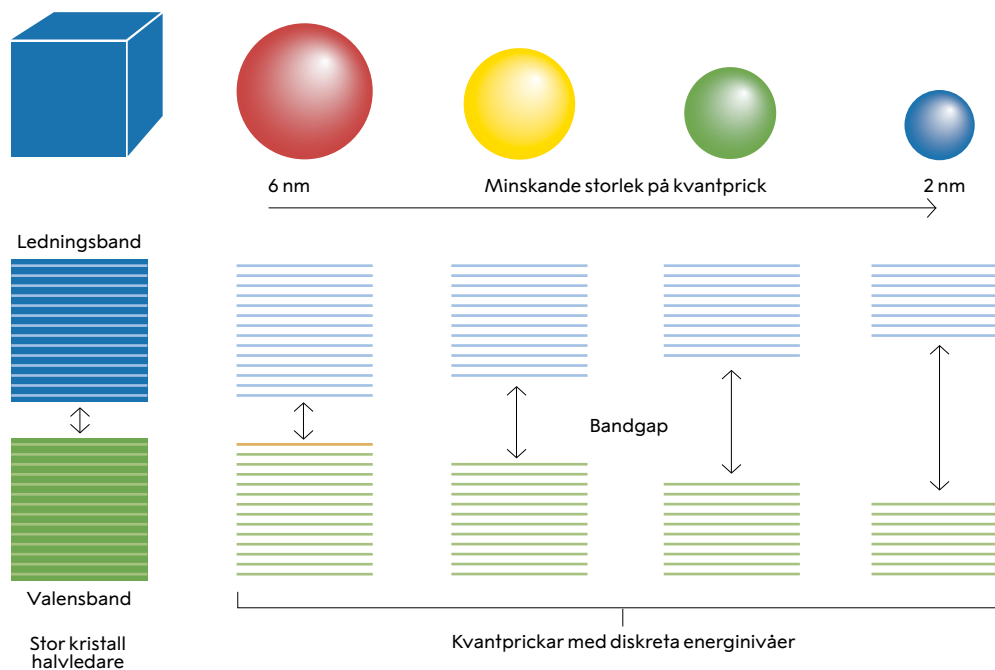 6 nm
Minskande storlek på kvantprick
2 nm
Ledningsband
Bandgap
Valensband
Stor kristall
halvledare
Kvantprickar med diskreta energinivåer